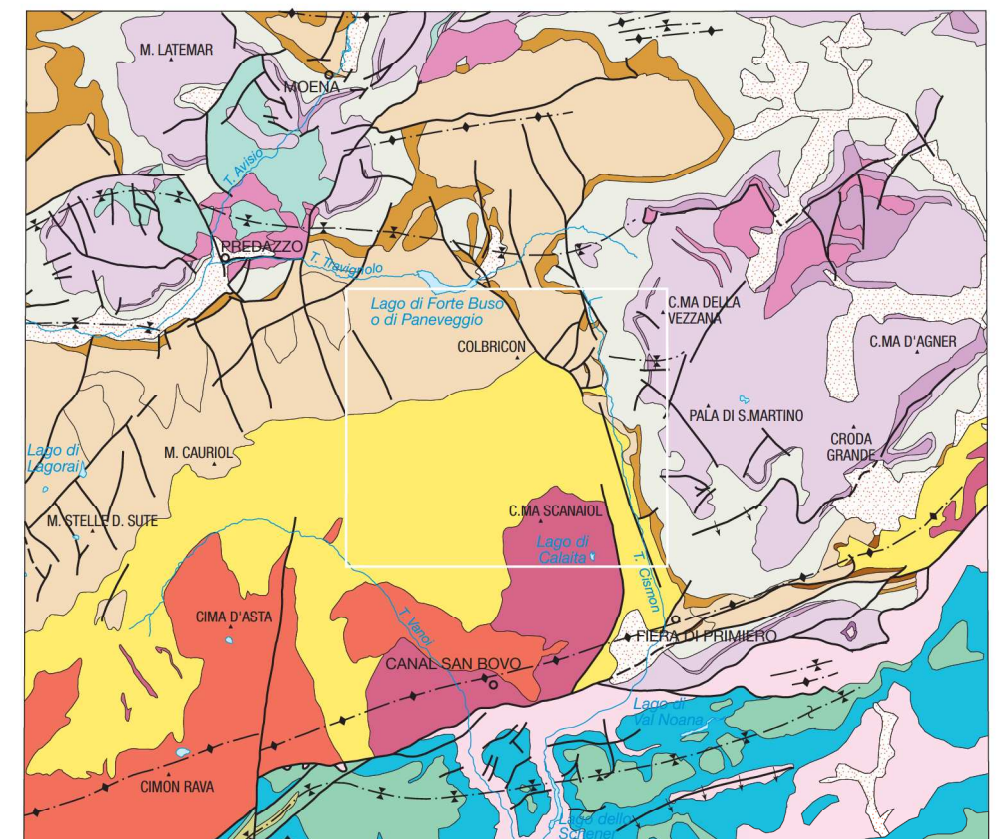 M. LATEMAR
MOENA
T. Avisio
PREDAZZO
T. Travignolo
Lago di Forte Buso
o di Paneveggio
C.MA DELLA
VEZZANA
COLBRICON
C.MA D'AGNER
PALA DI S.MARTINO
CRODA
GRANDE
Lago di
Lagorai
M. CAURIOL
M. STELLE D. SUTE
C.MA SCANAIOL
Lago di
Calaita
T. Cismon
CIMA D'ASTA
T. Vanoi
FIERA DI PRIMIERO
CANAL SAN BOVO
Lago di
Val Noana
CIMON RAVA
Lago dello
Schener